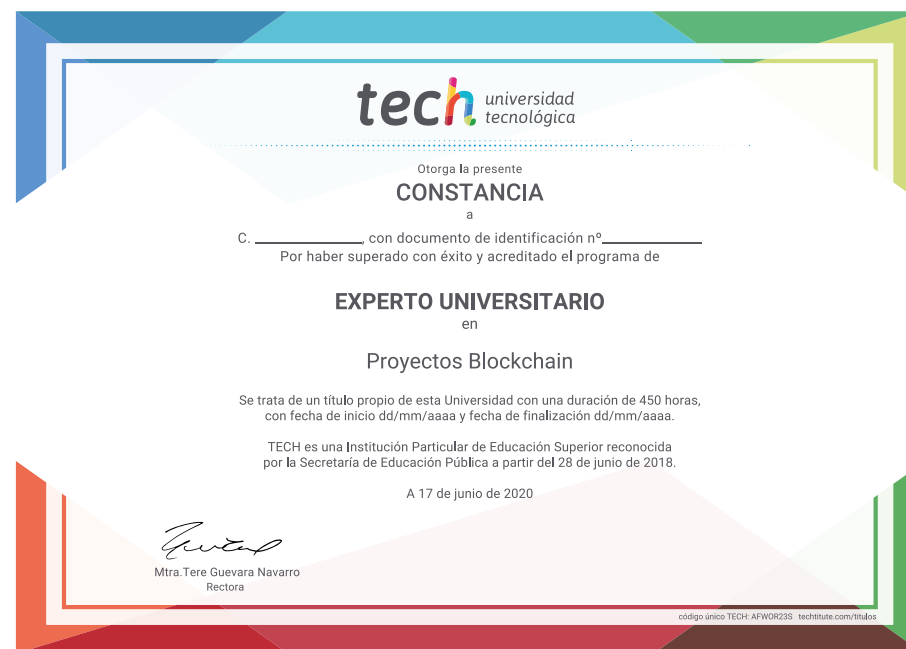 tech universidad
tecnológica
Otorga la presente
CONSTANCIA
a
C. ______________, con documento de identificación nº_____________
Por haber superado con éxito y acreditado el programa de
EXPERTO UNIVERSITARIO
en
Proyectos Blockchain
Se trata de un título propio de esta Universidad con una duración de 450 horas,
con fecha de inicio dd/mm/aaaa y fecha de finalización dd/mm/aaaa.
TECH es una Institución Particular de Educación Superior reconocida
por la Secretaría de Educación Pública a partir del 28 de junio de 2018.
A 17 de junio de 2020
Mtra.Tere Guevara Navarro
Rectora
código único TECH: AFWOR23S techtitute.com/titulos